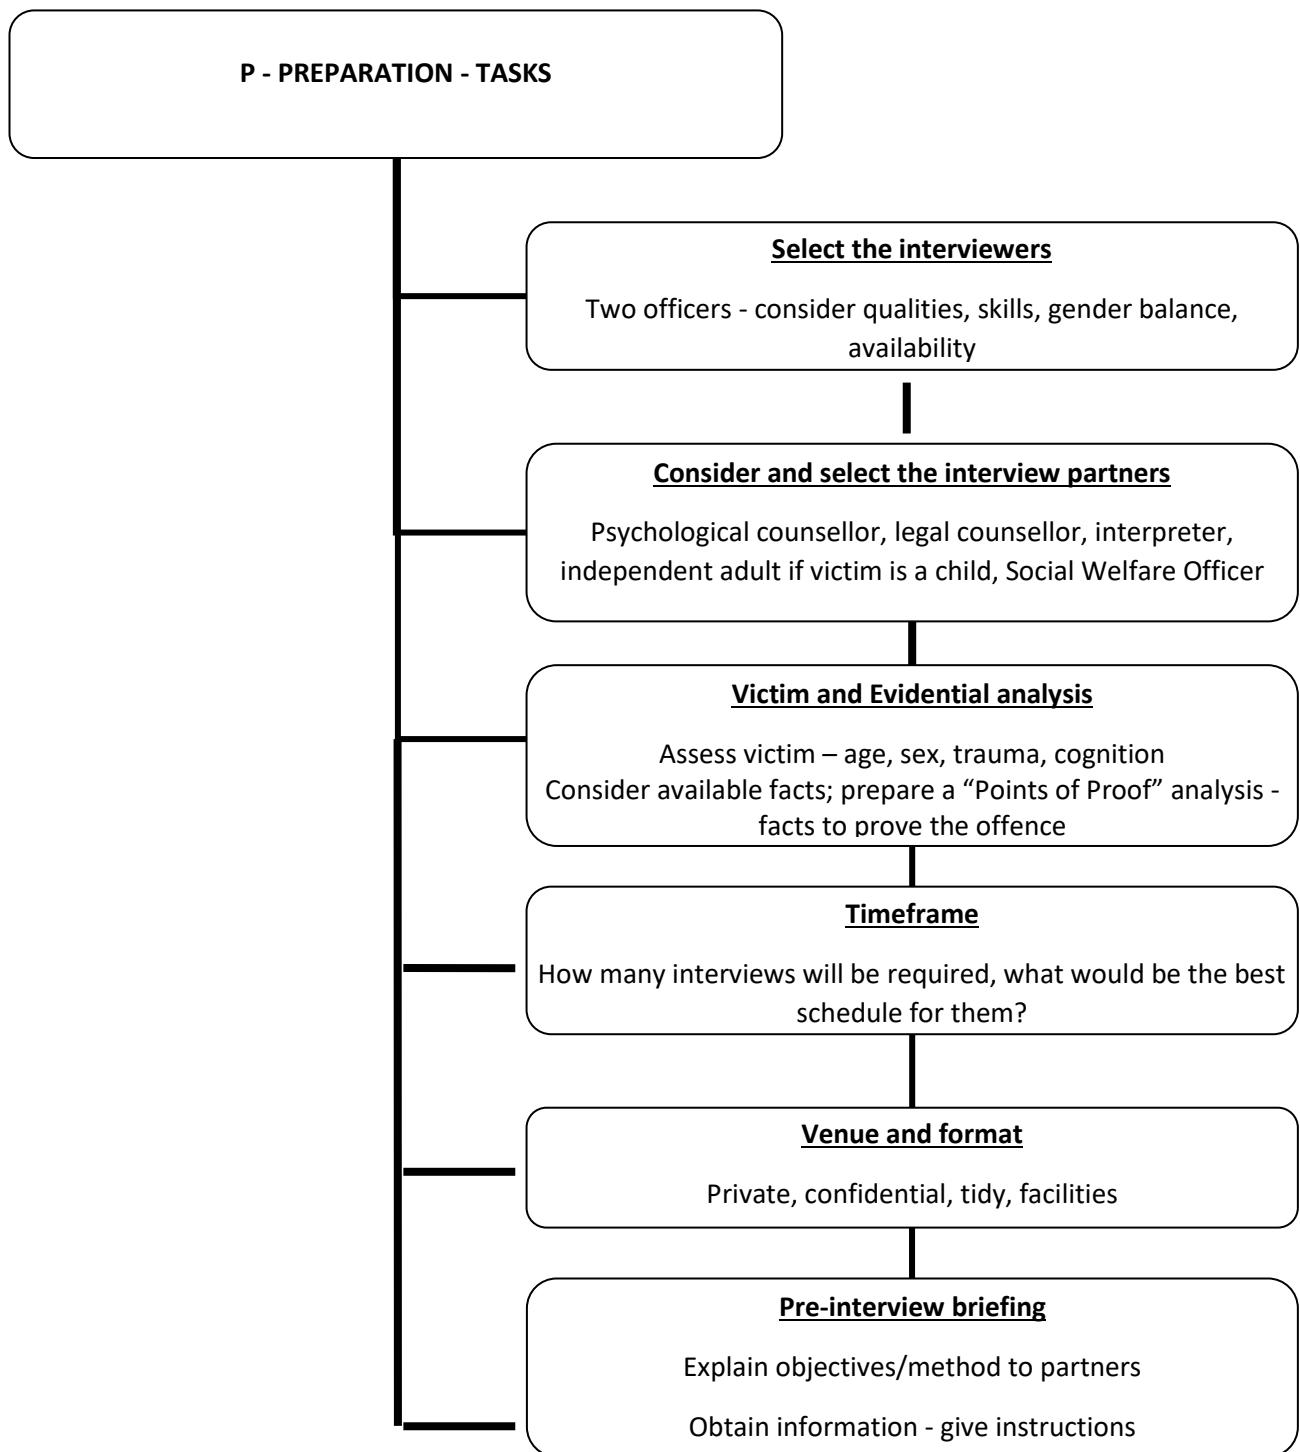 P - PREPARATION - TASKS
Select the interviewers
Two officers - consider qualities, skills, gender balance,
availability
Consider and select the interview partners
Psychological counsellor, legal counsellor, interpreter,
independent adult if victim is a child, Social Welfare Officer
Victim and Evidential analysis
Assess victim – age, sex, trauma, cognition
Consider available facts; prepare a “Points of Proof” analysis -
facts to prove the offence
Timeframe
How many interviews will be required, what would be the best
schedule for them?
Venue and format
Private, confidential, tidy, facilities
Pre-interview briefing
Explain objectives/method to partners
Obtain information - give instructions